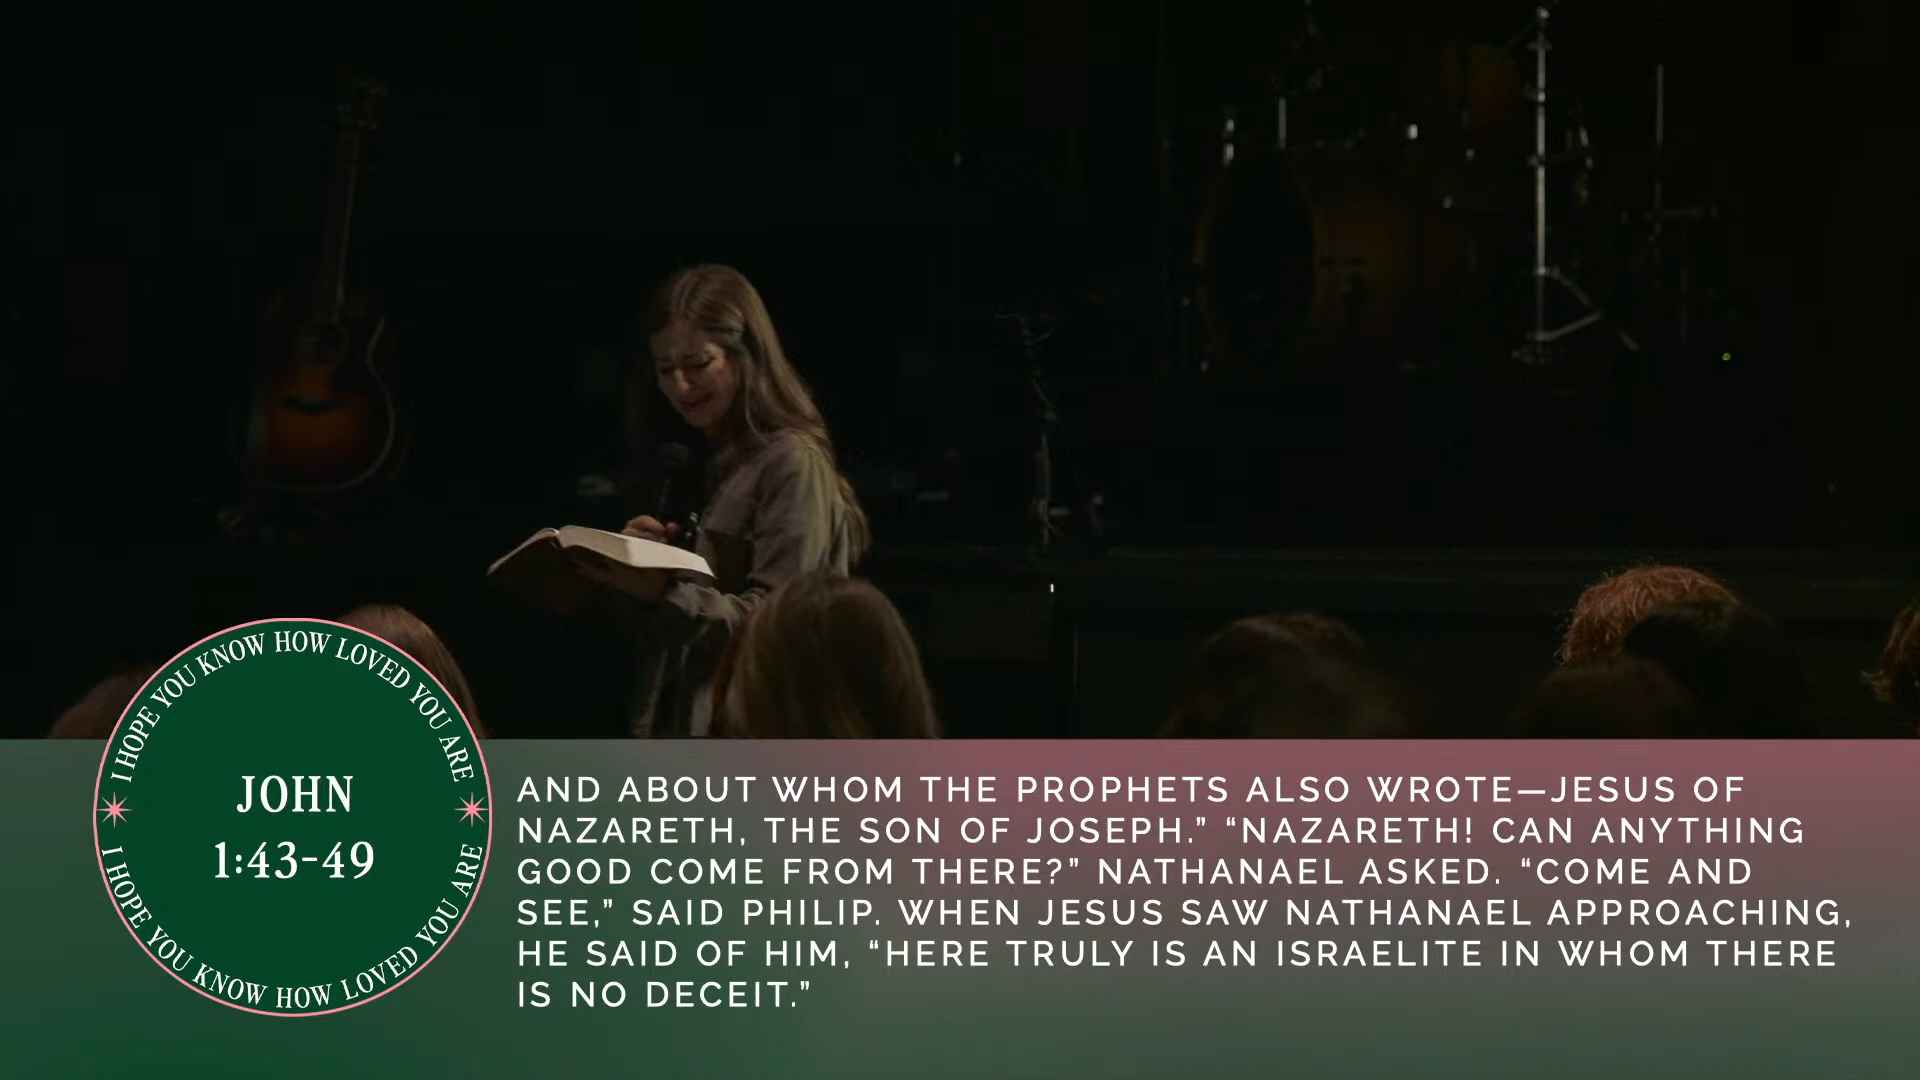 I HOPE YOU KNOW HOW LOVED YOU ARE
JOHN
1:43-49
I HOPE YOU KNOW HOW LOVED YOU ARE
AND ABOUT WHOM THE PROPHETS ALSO WROTE—JESUS OF
NAZARETH, THE SON OF JOSEPH.” “NAZARETH! CAN ANYTHING
GOOD COME FROM THERE?” NATHANAEL ASKED. “COME AND
SEE,” SAID PHILIP. WHEN JESUS SAW NATHANAEL APPROACHING,
HE SAID OF HIM, “HERE TRULY IS AN ISRAELITE IN WHOM THERE
IS NO DECEIT.”